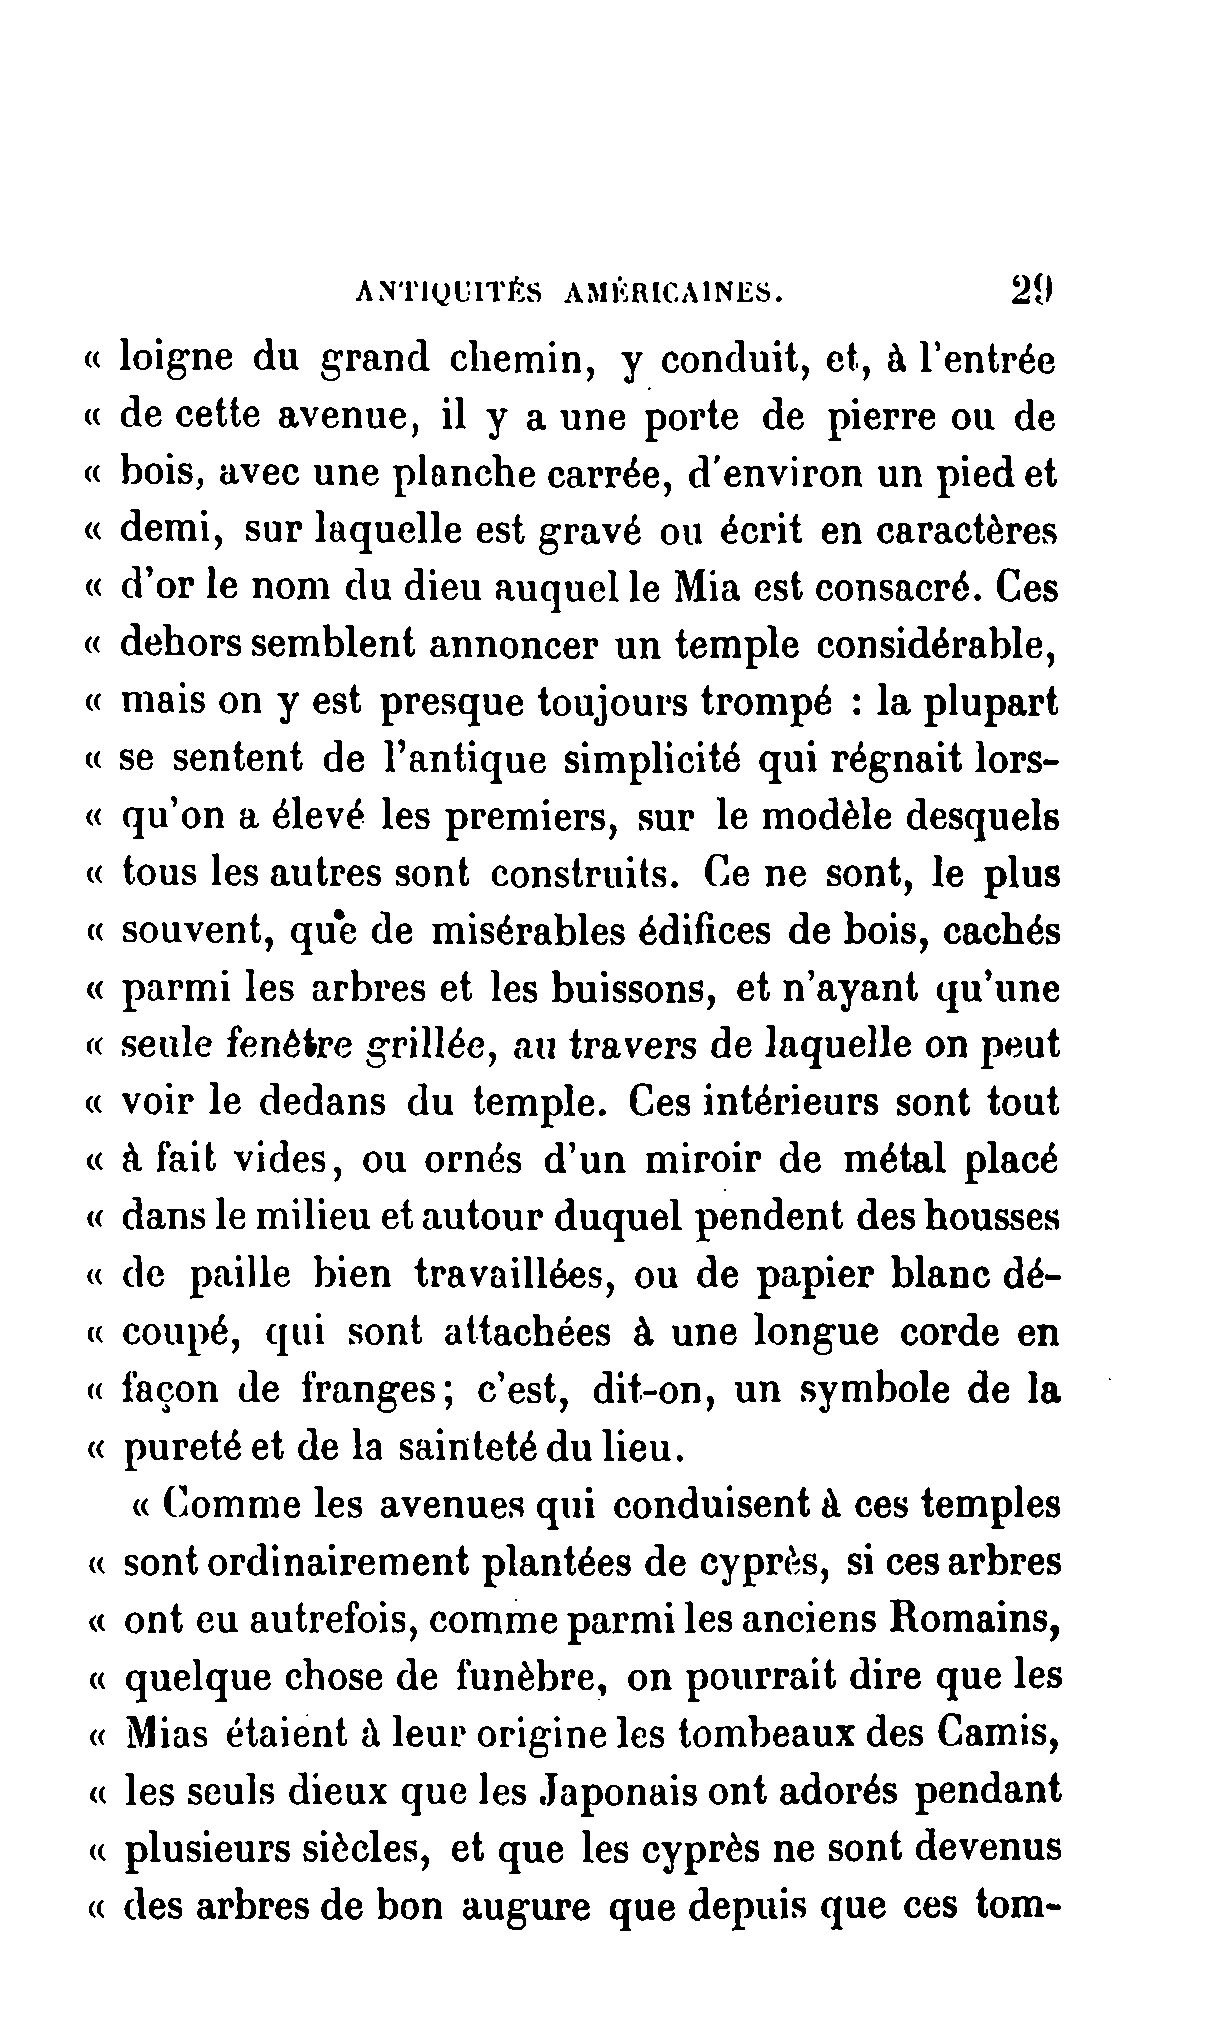 ANTIQUITÉS AMÉRICAINES. 29
« loigne du grand chemin, y conduit, et, à l'entrée
« de cette avenue, il y a une porte de pierre ou de
« bois, avec une planche carrée, d'environ un pied et
« demi, sur laquelle est gravé ou écrit en caractères
« d'or le nom du dieu auquel le Mia est consacré. Ces
« dehors semblent annoncer un temple considérable,
« mais on y est presque toujours trompé : la plupart
« se sentent de l'antique simplicité qui régnait lors-
« qu'on a élevé les premiers, sur le modèle desquels
« tous les autres sont construits. Ce ne sont, le plus
« souvent, que de misérables édifices de bois, cachés
« parmi les arbres et les buissons, et n'ayant qu'une
« seule fenêtre grillée, au travers de laquelle on peut
« voir le dedans du temple. Ces intérieurs sont tout
« à fait vides, ou ornés d'un miroir de métal placé
« dans le milieu et autour duquel pendent des housses
« de paille bien travaillées, ou de papier blanc dé-
« coupé, qui sont attachées à une longue corde en
« façon de franges; c'est, dit-on, un symbole de la
« pureté et de la sainteté du lieu.
« Comme les avenues qui conduisent à ces temples
« sont ordinairement plantées de cyprès, si ces arbres
« ont eu autrefois, comme parmi les anciens Romains,
« quelque chose de funèbre, on pourrait dire que les
« Mias étaient à leur origine les tombeaux des Camis,
« les seuls dieux que les Japonais ont adorés pendant
« plusieurs siècles, et que les cyprès ne sont devenus
« des arbres de bon augure que depuis que ces tom-